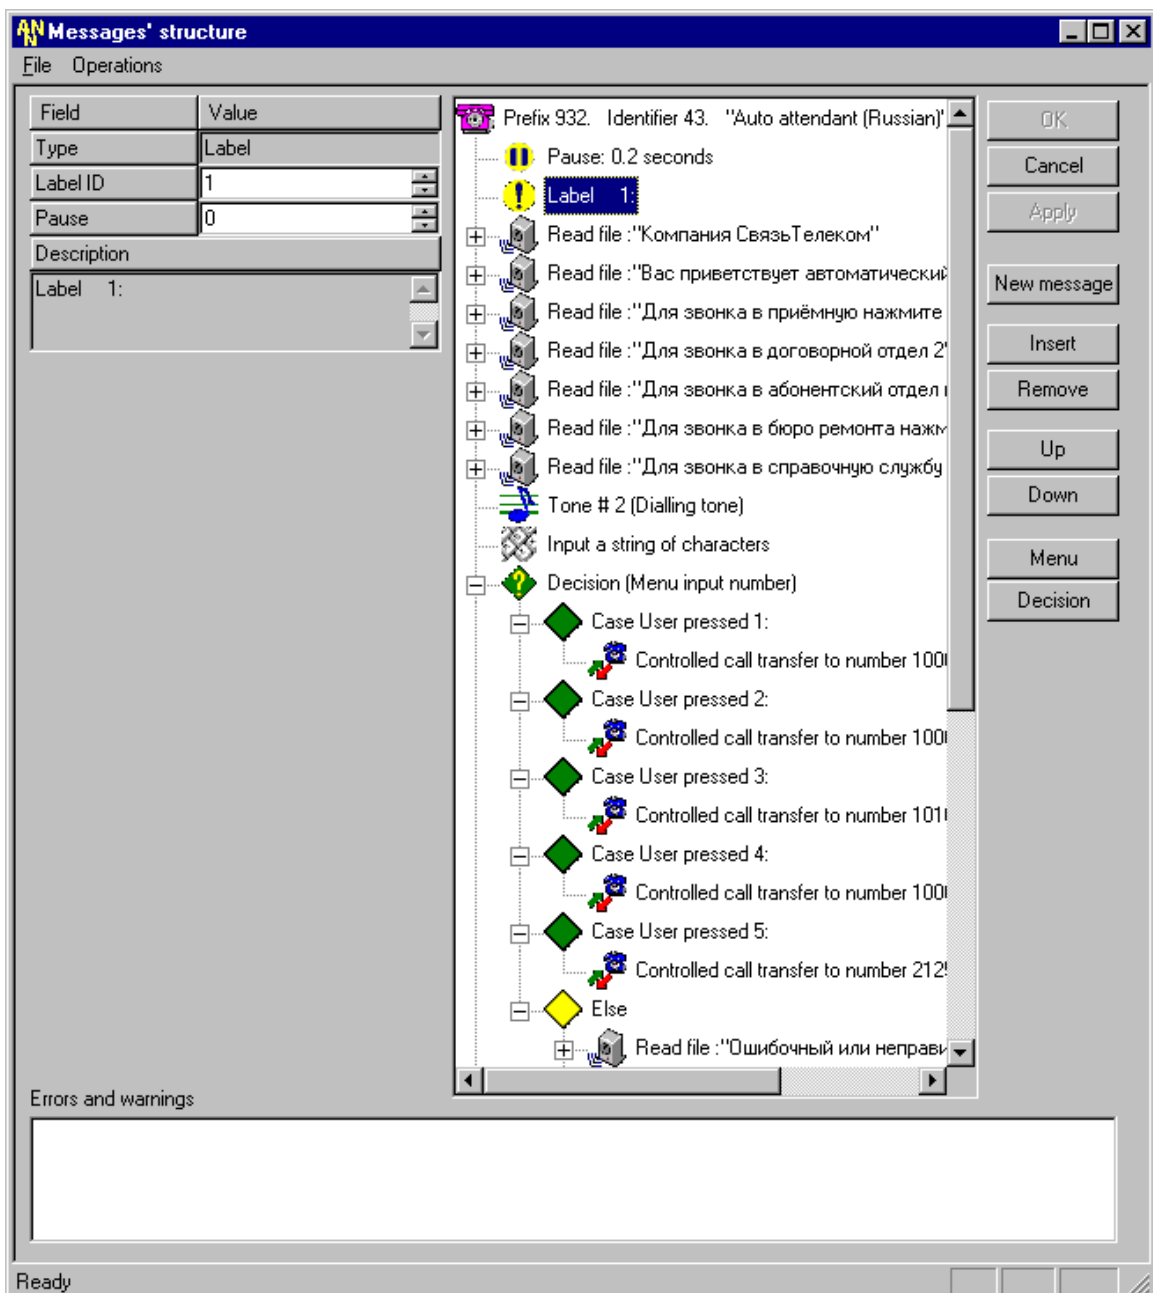 ANN Messages' structure
File Operations
Field Value
Type Label
Label ID 1
Pause 0
Description
Label 1:
Prefix 932. Identifier 43. "Auto attendant (Russian)"
Pause: 0.2 seconds
Label 1:
Read file :"Компания СвязьТелеком"
Read file :"Вас приветствует автоматический
Read file :"Для звонка в приёмную нажмите
Read file :"Для звонка в договорной отдел 2"
Read file :"Для звонка в абонентский отдел
Read file :"Для звонка в бюро ремонта нажм
Read file :"Для звонка в справочную службу
Tone # 2 (Dialling tone)
Input a string of characters
Decision (Menu input number)
Case User pressed 1:
Controlled call transfer to number 100
Case User pressed 2:
Controlled call transfer to number 100
Case User pressed 3:
Controlled call transfer to number 101
Case User pressed 4:
Controlled call transfer to number 100
Case User pressed 5:
Controlled call transfer to number 212
Else
Read file :"Ошибочный или неправи
OK
Cancel
Apply
New message
Insert
Remove
Up
Down
Menu
Decision
Errors and warnings
Ready